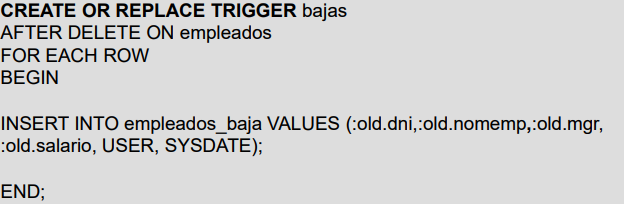 CREATE OR REPLACE TRIGGER bajas
AFTER DELETE ON empleados
FOR EACH ROW
BEGIN
INSERT INTO empleados_baja VALUES (:old.dni,:old.nomemp,:old.mgr,
:old.salario, USER, SYSDATE);
END;